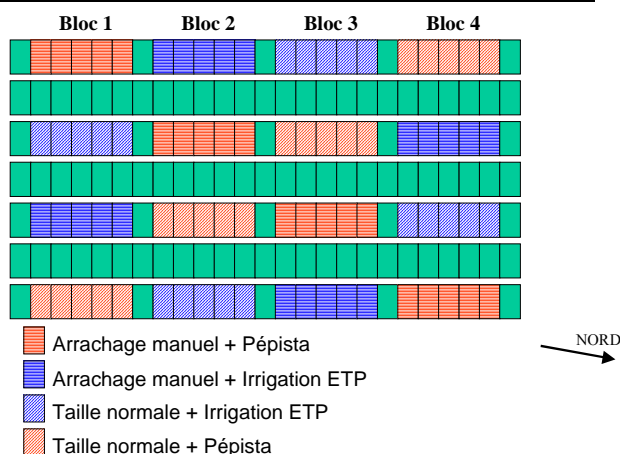 Bloc 1 Bloc 2 Bloc 3 Bloc 4
Arrachage manuel + Pépista
NORD
Arrachage manuel + Irrigation ETP
Taille normale + Irrigation ETP
Taille normale + Pépista